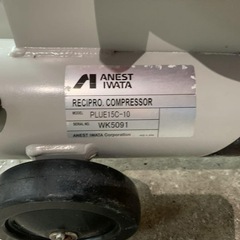 ANEST
IWATA
RECIPRO. COMPRESSOR
MODEL PLUE15C-10
SERIAL NO. WK5091
ANEST IWATA Corporation